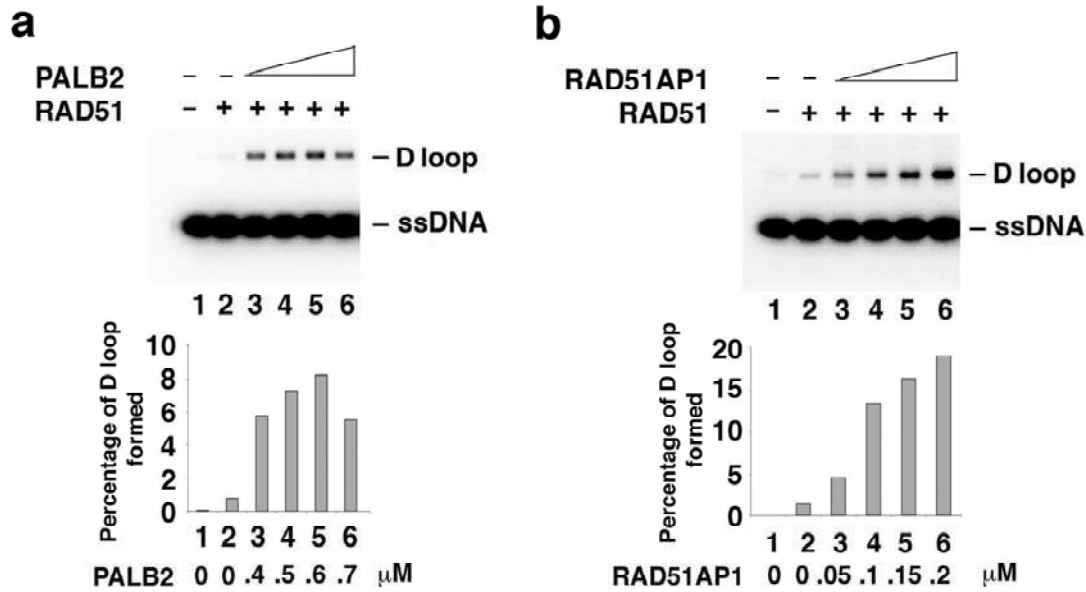 a
PALB2 – –
RAD51 – + + + + +
– D loop
– ssDNA
1 2 3 4 5 6
Percentage of D loop
formed
10
8
6
4
2
0
1 2 3 4 5 6
PALB2 0 0 .4 .5 .6 .7 µM
b
RAD51AP1 – –
RAD51 – + + + + +
– D loop
– ssDNA
1 2 3 4 5 6
Percentage of D loop
formed
20
15
10
5
0
1 2 3 4 5 6
RAD51AP1 0 0 .05 .1 .15 .2 µM